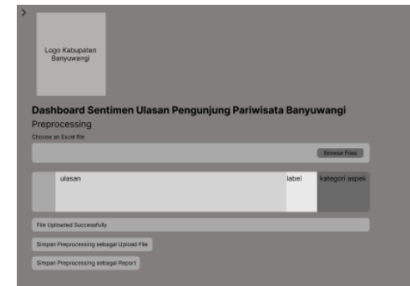 >
Logo Kabupaten
Banyuwangi
Dashboard Sentimen Ulasan Pengunjung Pariwisata Banyuwangi
Preprocessing
Choose an Excel file
Browse Files
ulasan label kategori aspek
File Uploaded Successfully
Simpan Preprocessing sebagai Upload File
Simpan Preprocessing sebagai Report